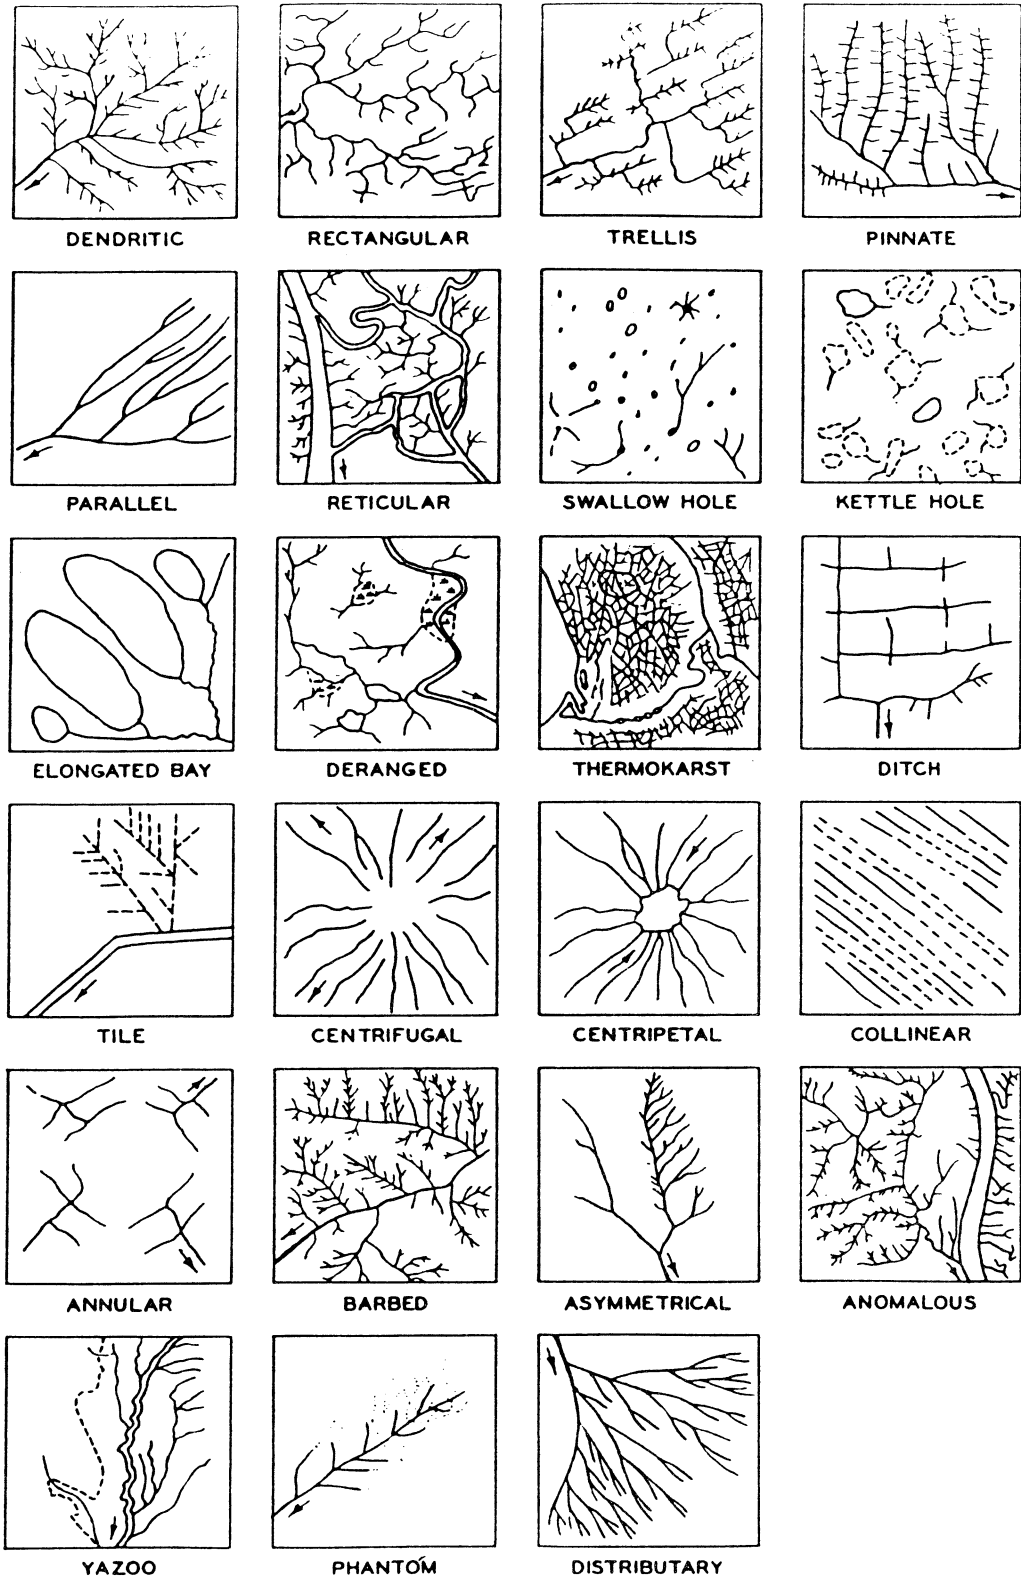 DENDRITIC RECTANGULAR TRELLIS PINNATE
PARALLEL RETICULAR SWALLOW HOLE KETTLE HOLE
ELONGATED BAY DERANGED THERMOKARST DITCH
TILE CENTRIFUGAL CENTRIPETAL COLLINEAR
ANNULAR BARBED ASYMMETRICAL ANOMALOUS
YAZOO PHANTOM DISTRIBUTARY